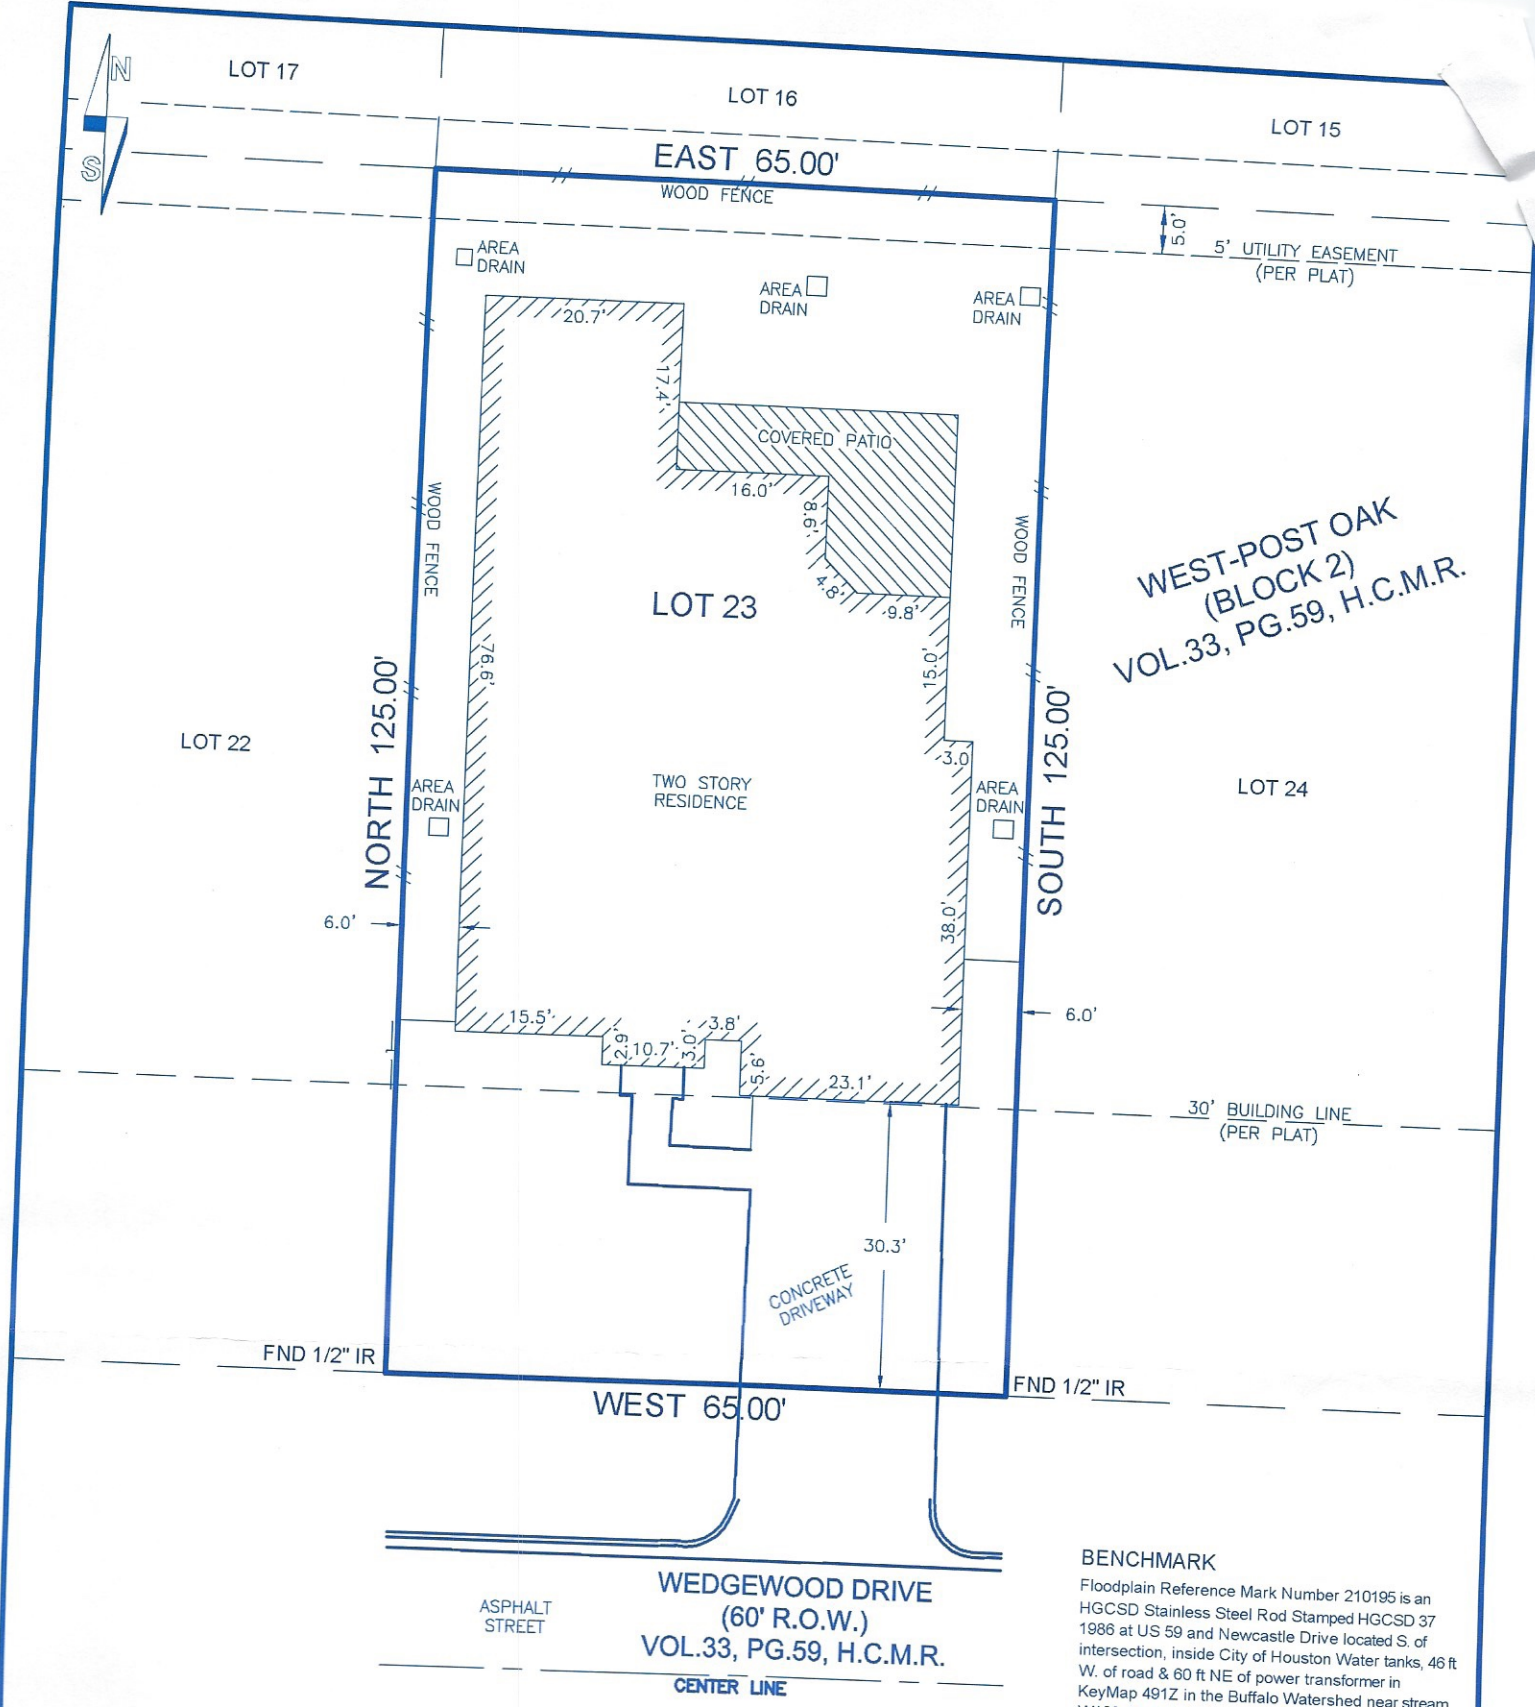 N
S
LOT 17
LOT 16
LOT 15
EAST 65.00'
WOOD FENCE
5.0'
5' UTILITY EASEMENT
(PER PLAT)
AREA
DRAIN
AREA
DRAIN
AREA
DRAIN
20.7'
17.4'
COVERED PATIO
16.0'
8.6'
4.8'
9.8'
WOOD FENCE
WOOD FENCE
WEST-POST OAK
(BLOCK 2)
VOL.33, PG.59, H.C.M.R.
LOT 23
76.6'
15.0'
NORTH 125.00'
SOUTH 125.00'
LOT 22
3.0
TWO STORY
RESIDENCE
AREA
DRAIN
AREA
DRAIN
LOT 24
6.0'
38.0'
6.0'
15.5'
2.9'
10.7'
3.0'
3.8'
5.6'
23.1'
30' BUILDING LINE
(PER PLAT)
30.3'
CONCRETE
DRIVEWAY
FND 1/2" IR
FND 1/2" IR
WEST 65.00'
WEDGEWOOD DRIVE
(60' R.O.W.)
VOL.33, PG.59, H.C.M.R.
ASPHALT
STREET
CENTER LINE
BENCHMARK
Floodplain Reference Mark Number 210195 is an
HGCSD Stainless Steel Rod Stamped HGCSD 37
1986 at US 59 and Newcastle Drive located S. of
intersection, inside City of Houston Water tanks, 46 ft
W. of road & 60 ft NE of power transformer in
KeyMap 491Z in the Buffalo Watershed near stream